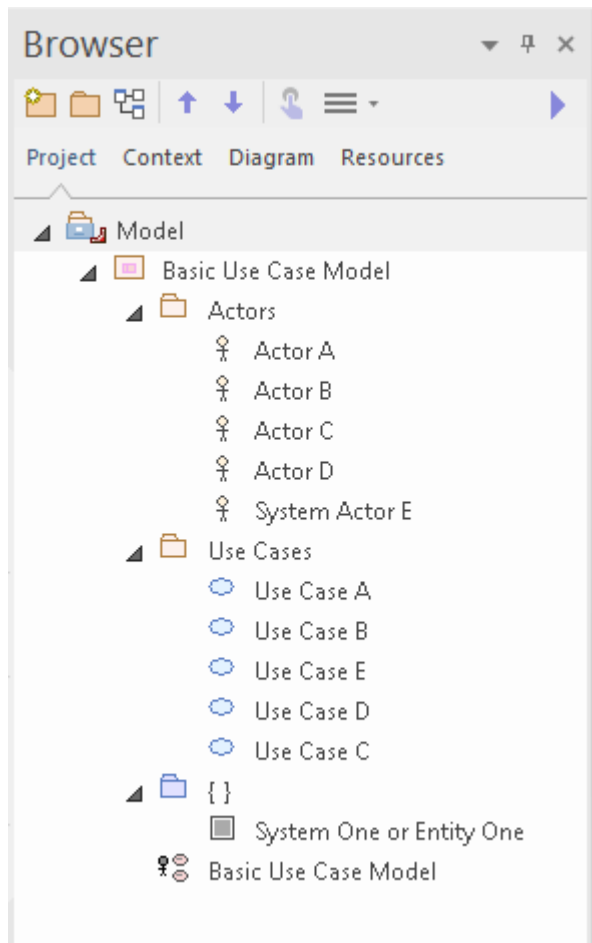 Browser
Project Context Diagram Resources
Model
Basic Use Case Model
Actors
Actor A
Actor B
Actor C
Actor D
System Actor E
Use Cases
Use Case A
Use Case B
Use Case E
Use Case D
Use Case C
{ }
System One or Entity One
Basic Use Case Model